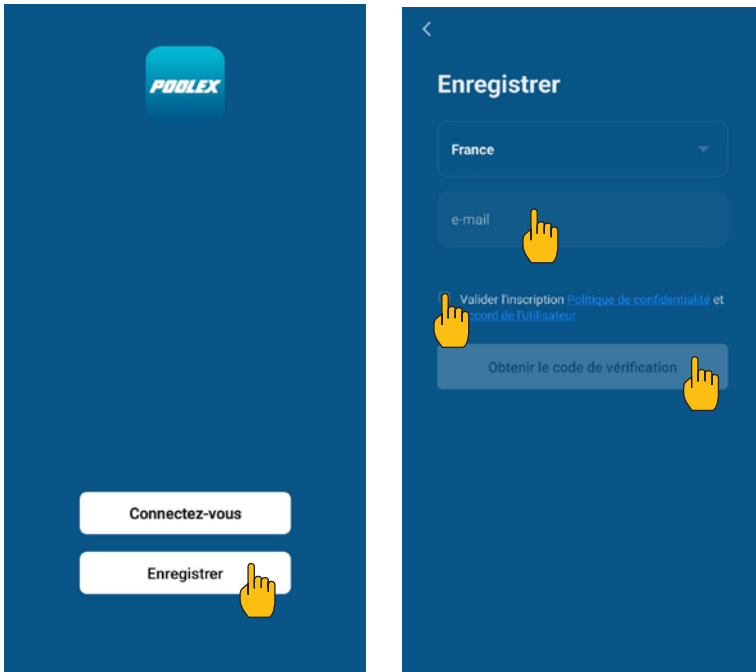 POOLEX
Connectez-vous
Enregistrer
Enregistrer
France
e-mail
Valider l'inscription Politique de confidentialité et
ccord de l'utilisateur
Obtenir le code de vérification